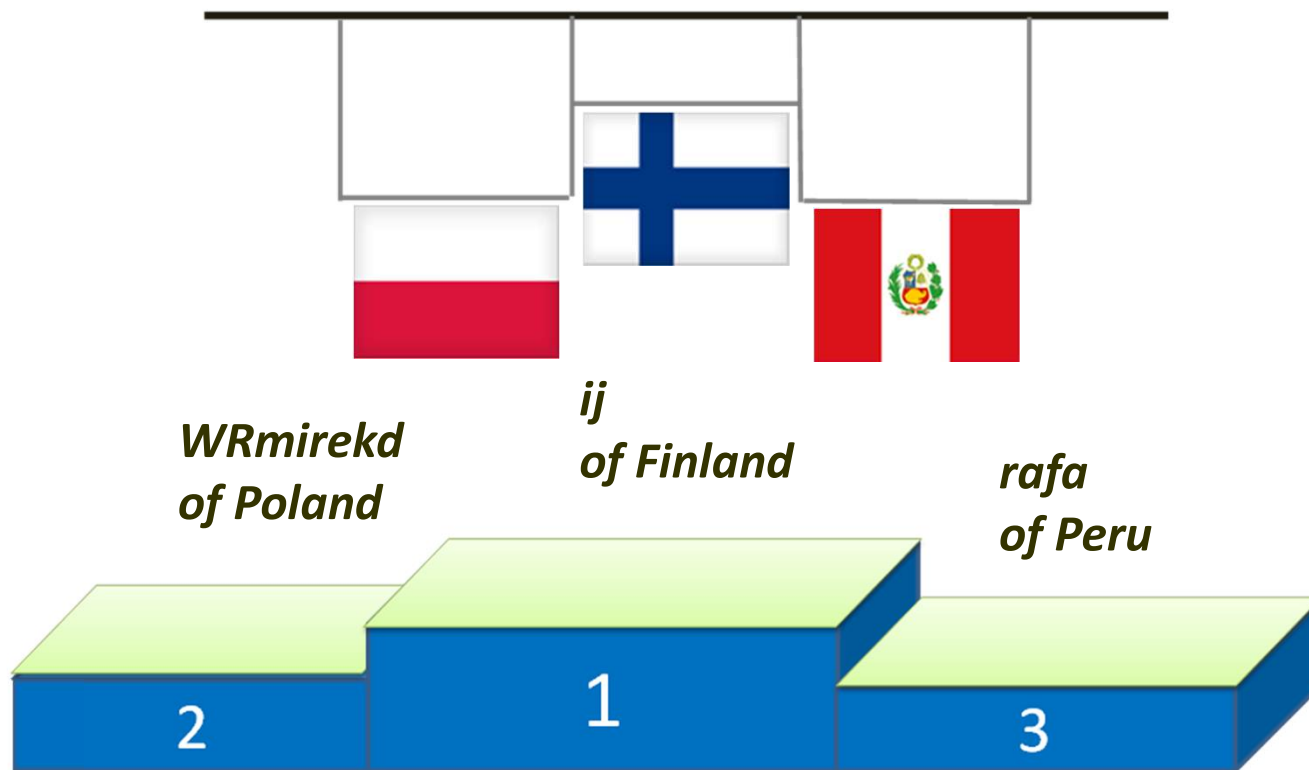 WRmirekd
of Poland
ij
of Finland
rafa
of Peru
2
1
3